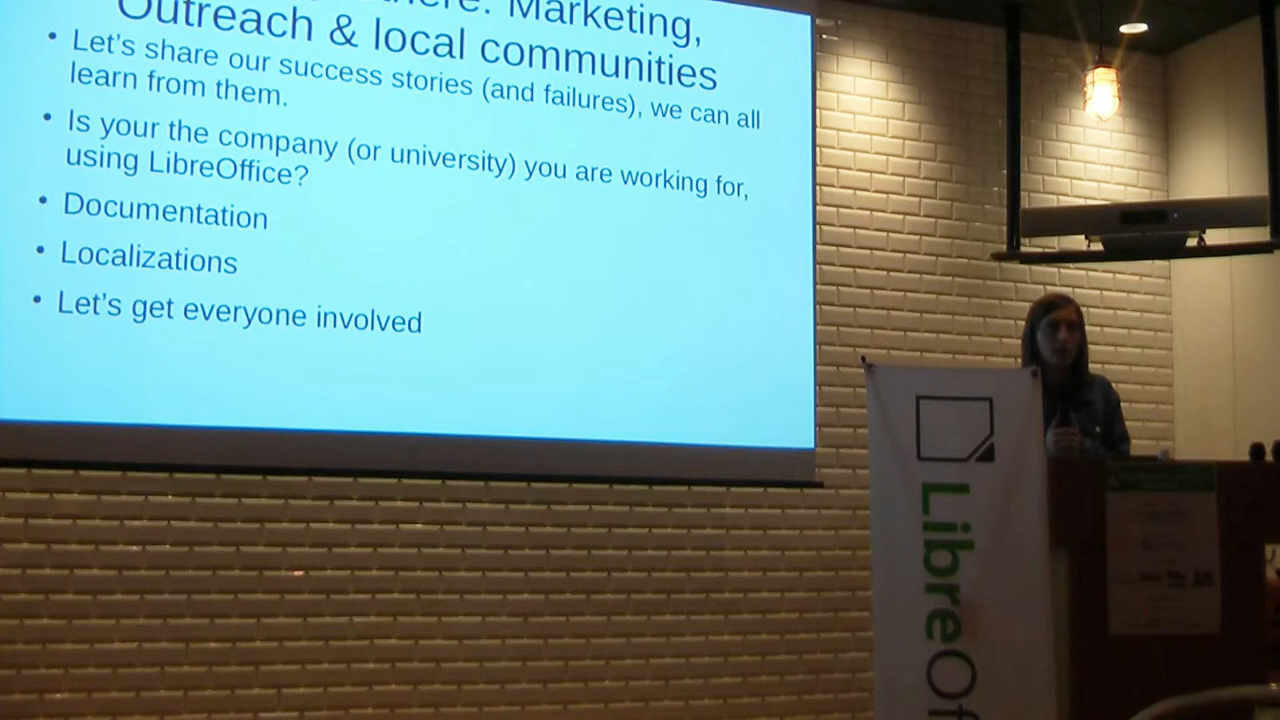 there: Marketing,
Outreach & local communities
• Let's share our success stories (and failures), we can all
learn from them.
• Is your the company (or university) you are working for,
using LibreOffice?
• Documentation
• Localizations
• Let's get everyone involved
LibreOf